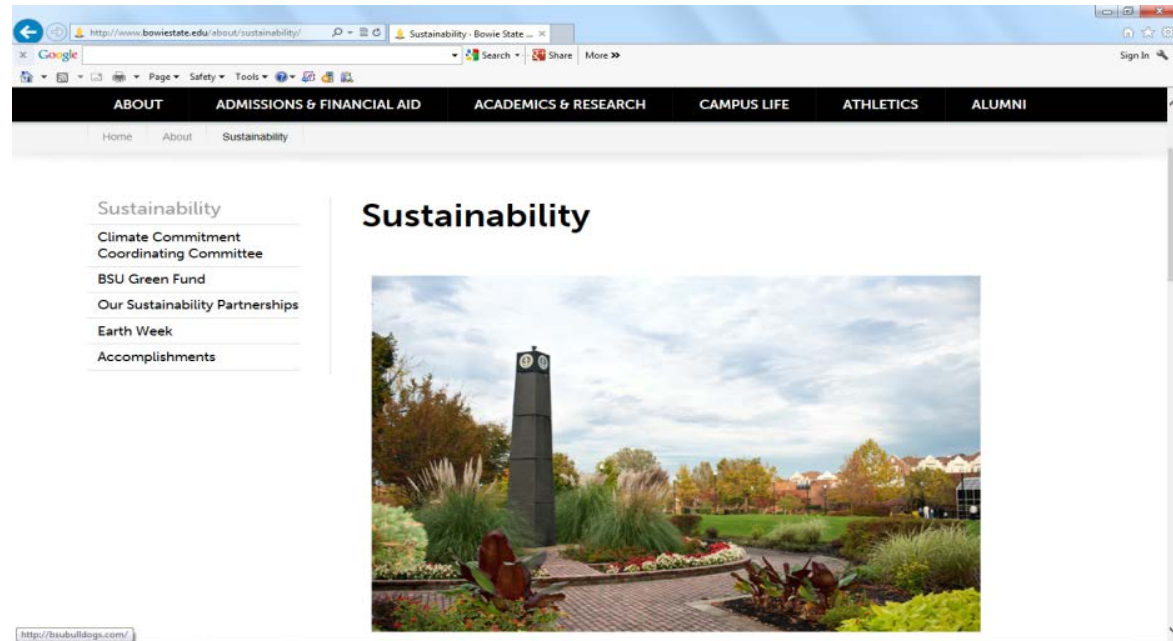 http://www.bowiestate.edu/about/sustainability/
Sustainability - Bowie State ...
Google
Search
Share
More »
Sign In
Page
Safety
Tools
ABOUT
ADMISSIONS & FINANCIAL AID
ACADEMICS & RESEARCH
CAMPUS LIFE
ATHLETICS
ALUMNI
Home
About
Sustainability
Sustainability
Climate Commitment
Coordinating Committee
BSU Green Fund
Our Sustainability Partnerships
Earth Week
Accomplishments
Sustainability
http://bsubulldogs.com/